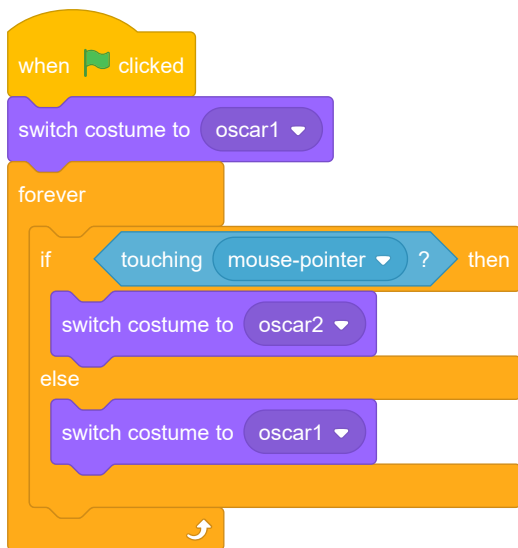 when clicked
switch costume to oscar1
forever
if touching mouse-pointer ? then
switch costume to oscar2
else
switch costume to oscar1